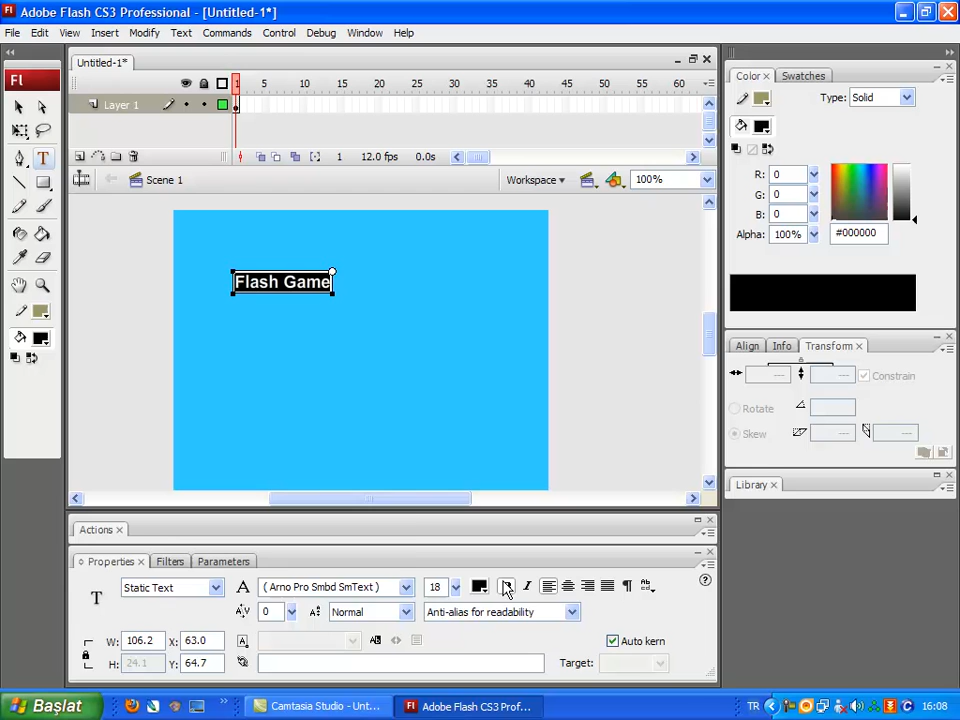 Adobe Flash CS3 Professional - [Untitled-1*]
File Edit View Insert Modify Text Commands Control Debug Window Help
Untitled-1*
Fl
1 5 10 15 20 25 30 35 40 45 50 55 60
Layer 1
1 12.0 fps 0.0s
Scene 1
Workspace
100%
Flash Game
Color
Swatches
Type: Solid
R: 0
G: 0
B: 0
Alpha: 100% #000000
Align Info Transform
Constrain
Rotate
Skew
Library
Actions
Properties Filters Parameters
T Static Text A ( Arno Pro Smbd SmText ) 18
0 Normal Anti-alias for readability
W: 106.2 X: 63.0 Auto kern
H: 24.1 Y: 64.7 Target:
Başlat
Camtasia Studio - Unt...
Adobe Flash CS3 Prof...
TR
16:08